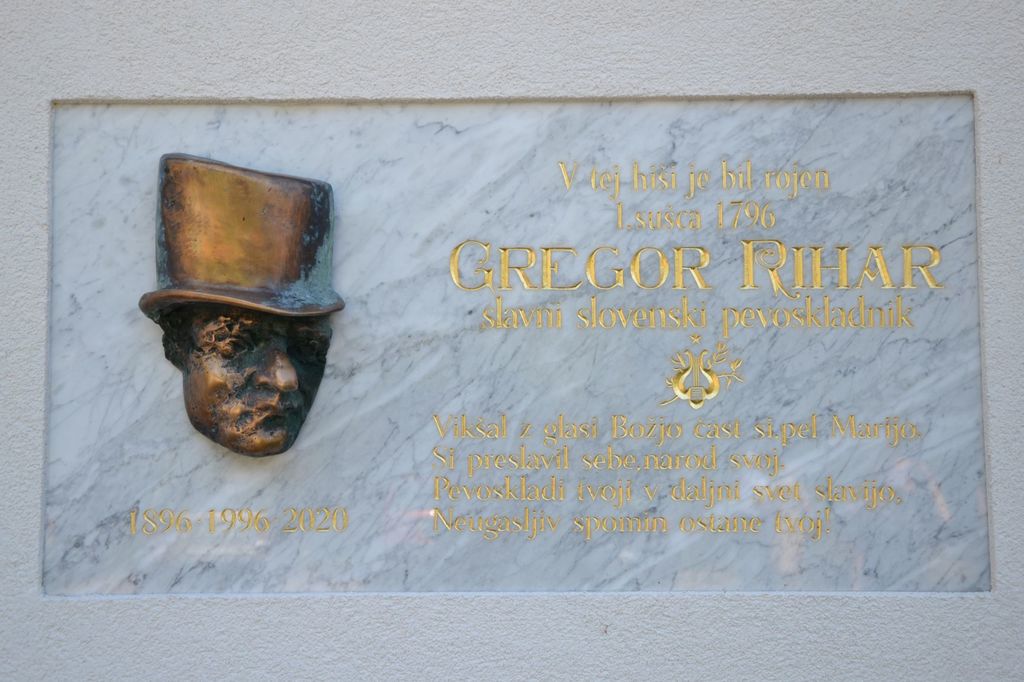 V tej hiši je bil rojen
1. sušca 1796
GREGOR RIHAR
slavni slovenski pevoskladnik
Vikšal z glasi Božjo čast si, pel Marijo,
Si preslavil sebe, narod svoj.
Pevoskladi tvoji v daljni svet slavijo,
Neugasljiv spomin ostane tvoj!
1896·1996·2020